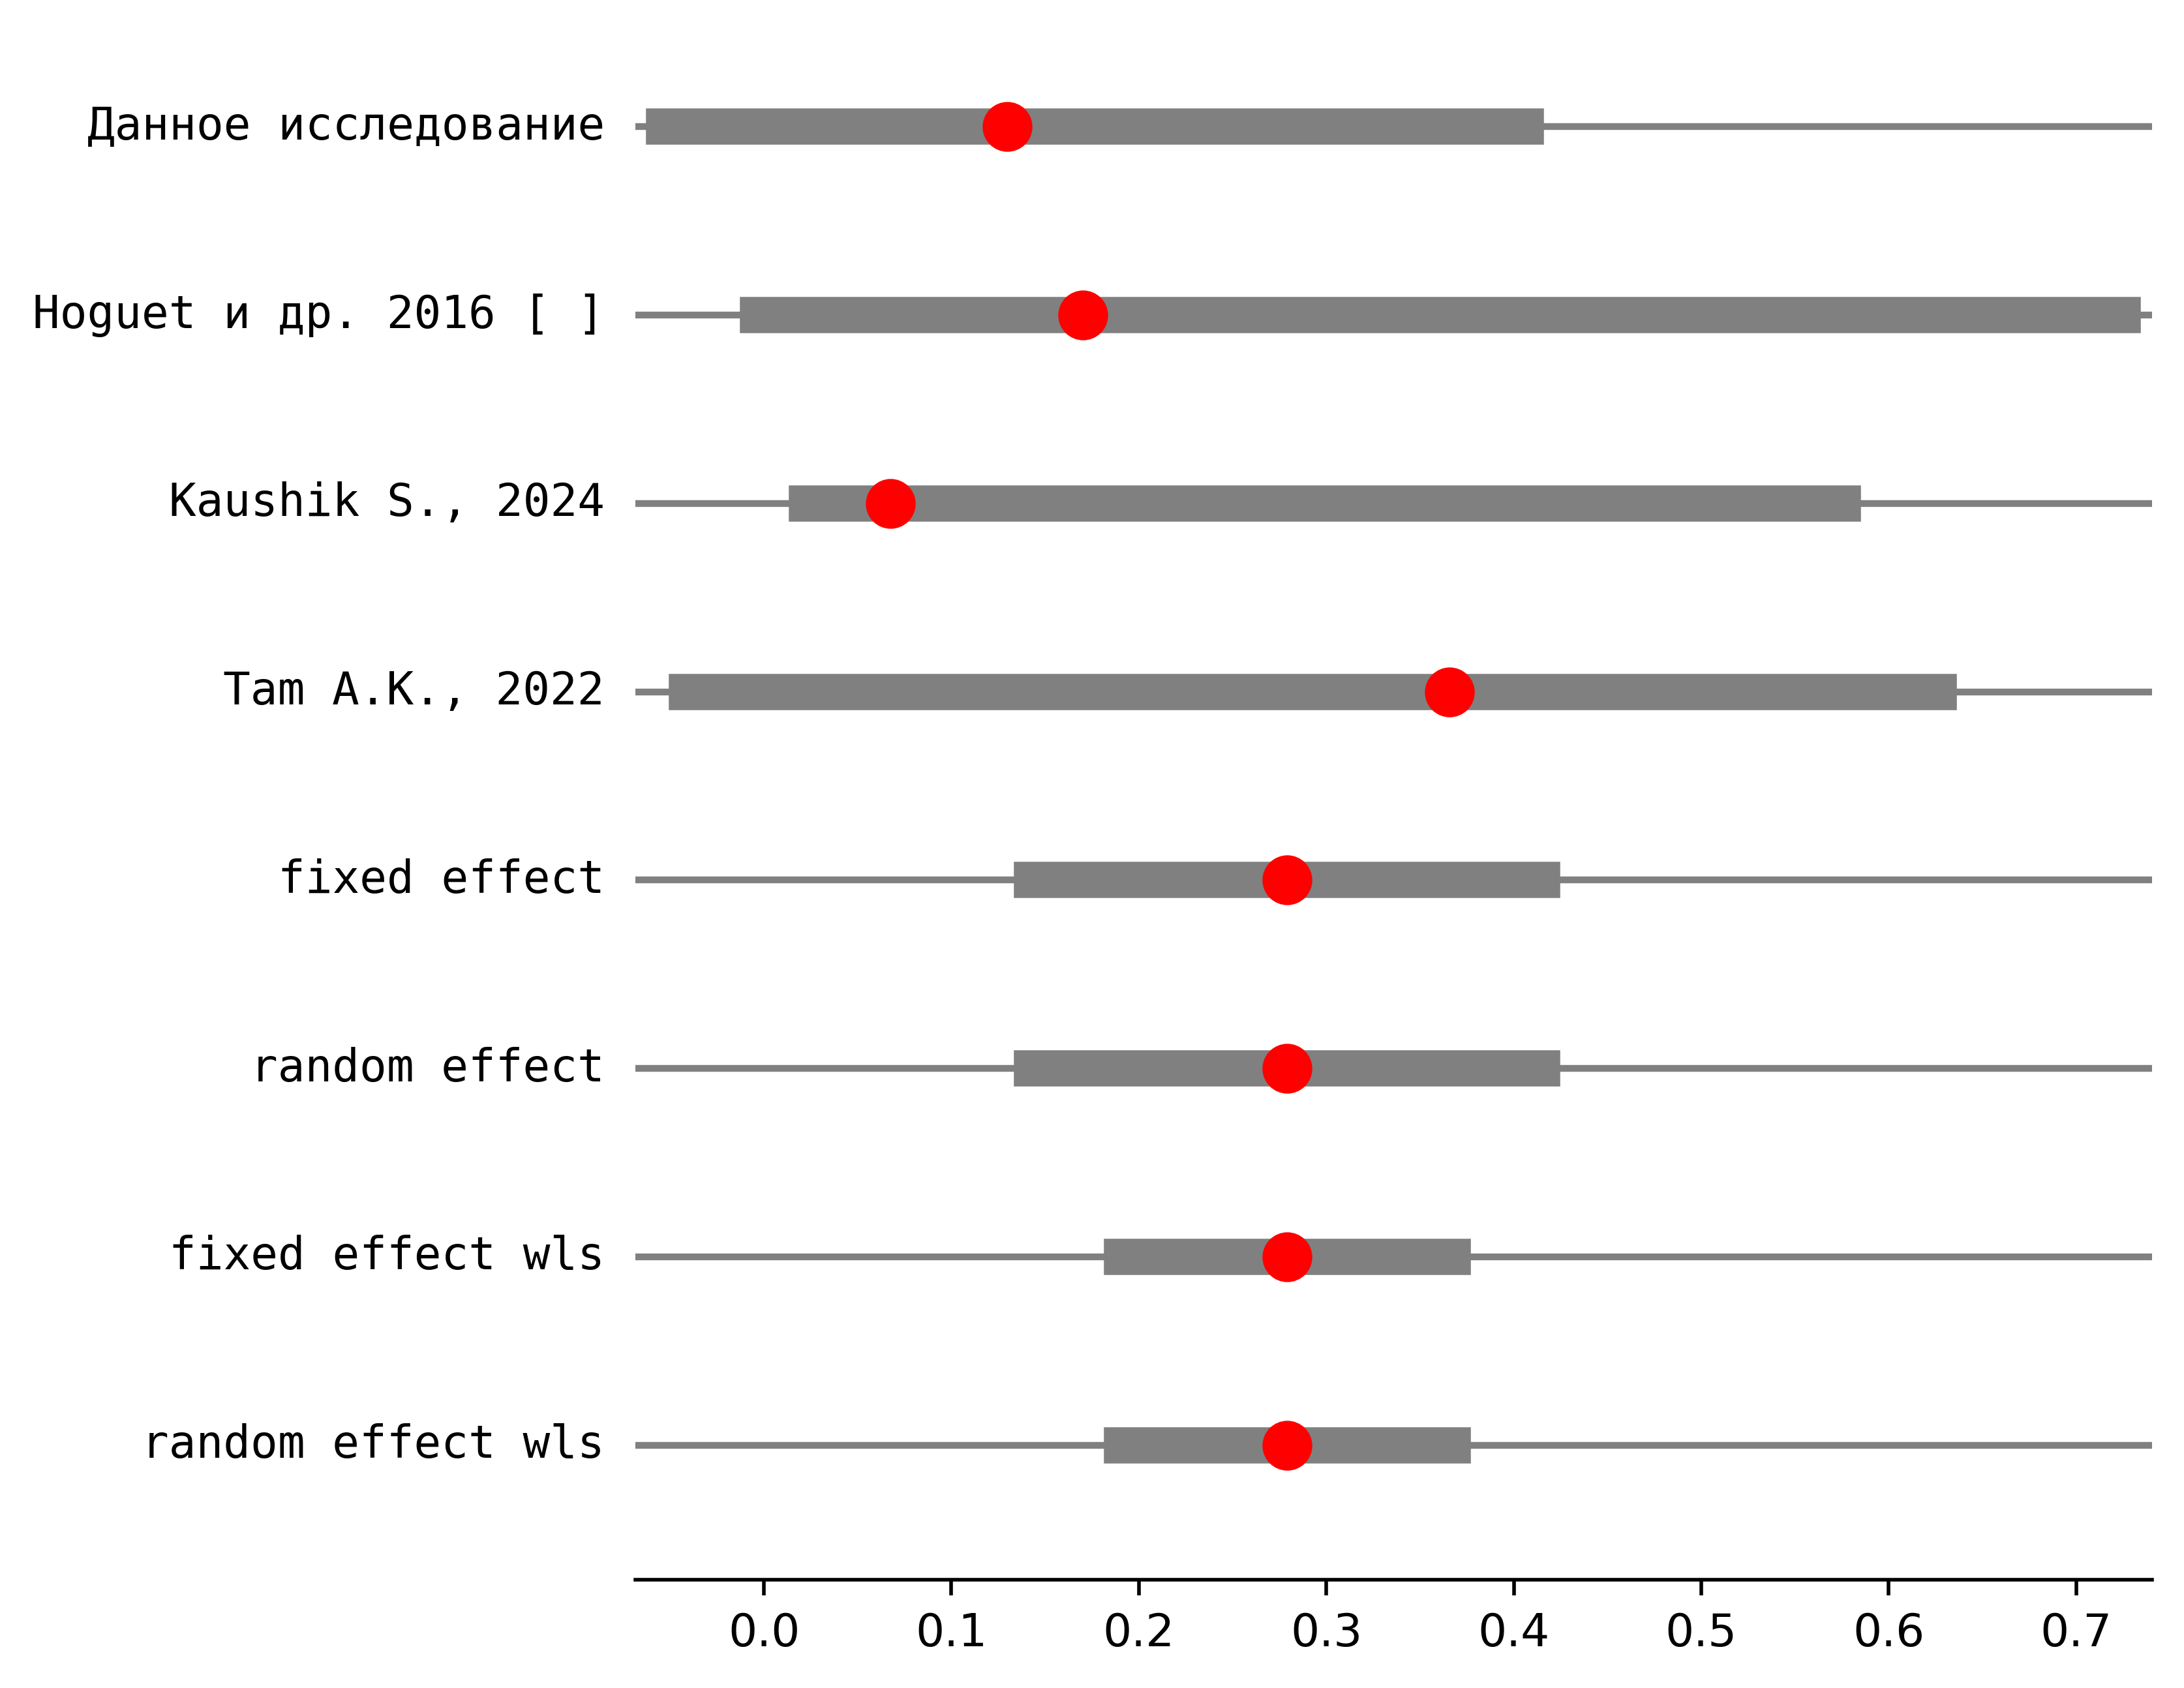 Данное исследование
Hoguet и др. 2016 [ ]
Kaushik S., 2024
Tam A.K., 2022
fixed effect
random effect
fixed effect wls
random effect wls
0.0 0.1 0.2 0.3 0.4 0.5 0.6 0.7